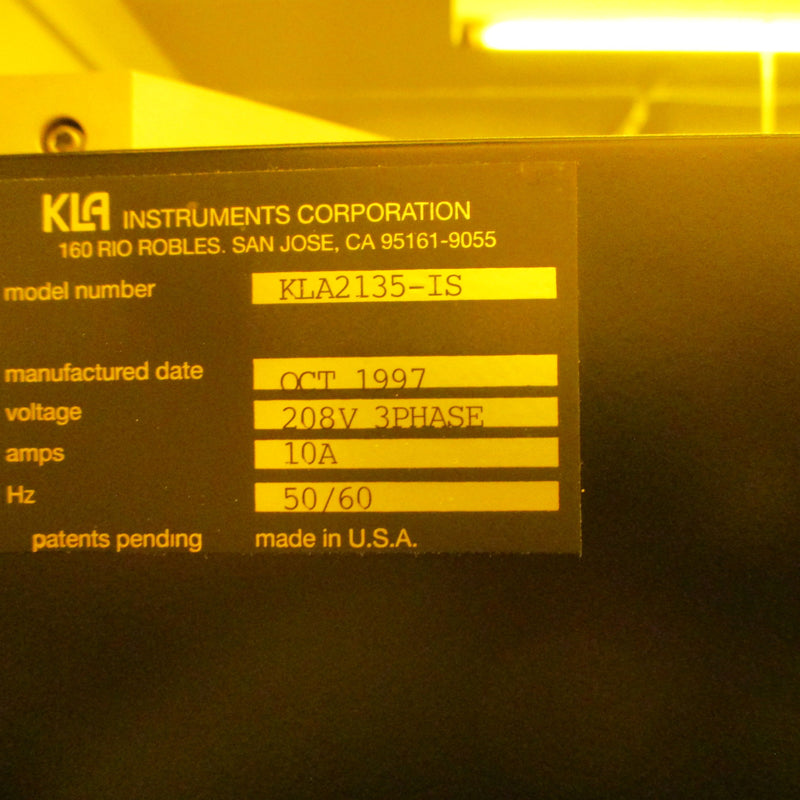 KLA INSTRUMENTS CORPORATION
160 RIO ROBLES. SAN JOSE, CA 95161-9055
model number KLA2135-IS
manufactured date OCT 1997
voltage 208V 3PHASE
amps 10A
Hz 50/60
patents pending made in U.S.A.